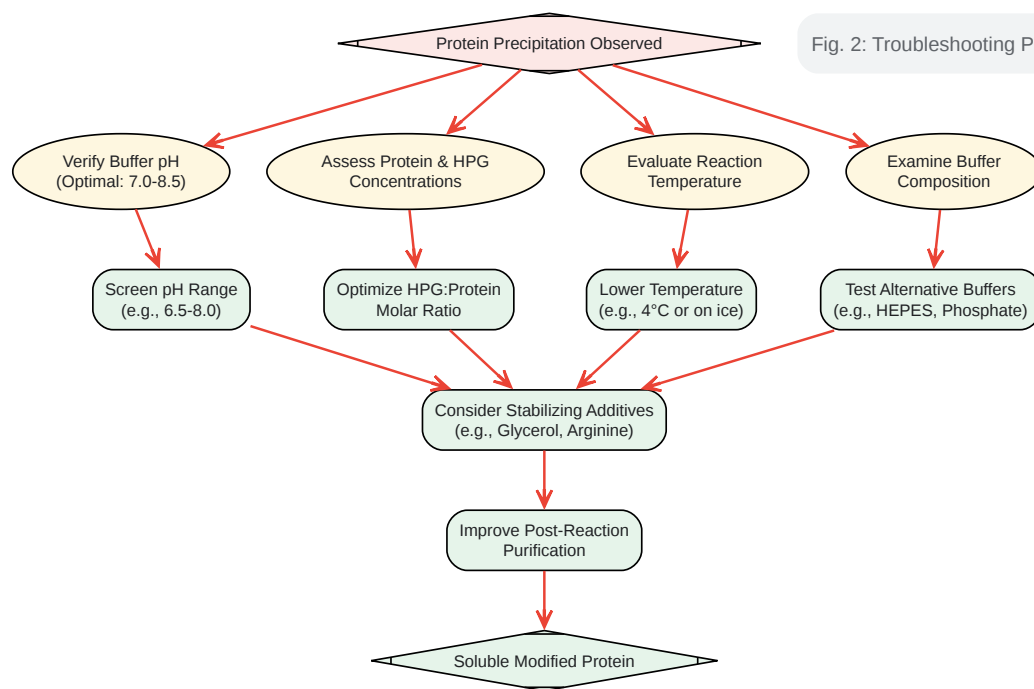 Protein Precipitation Observed
Fig. 2: Troubleshooting P
Verify Buffer pH
(Optimal: 7.0-8.5)
Assess Protein & HPG
Concentrations
Evaluate Reaction
Temperature
Examine Buffer
Composition
Screen pH Range
(e.g., 6.5-8.0)
Optimize HPG:Protein
Molar Ratio
Lower Temperature
(e.g., 4°C or on ice)
Test Alternative Buffers
(e.g., HEPES, Phosphate)
Consider Stabilizing Additives
(e.g., Glycerol, Arginine)
Improve Post-Reaction
Purification
Soluble Modified Protein